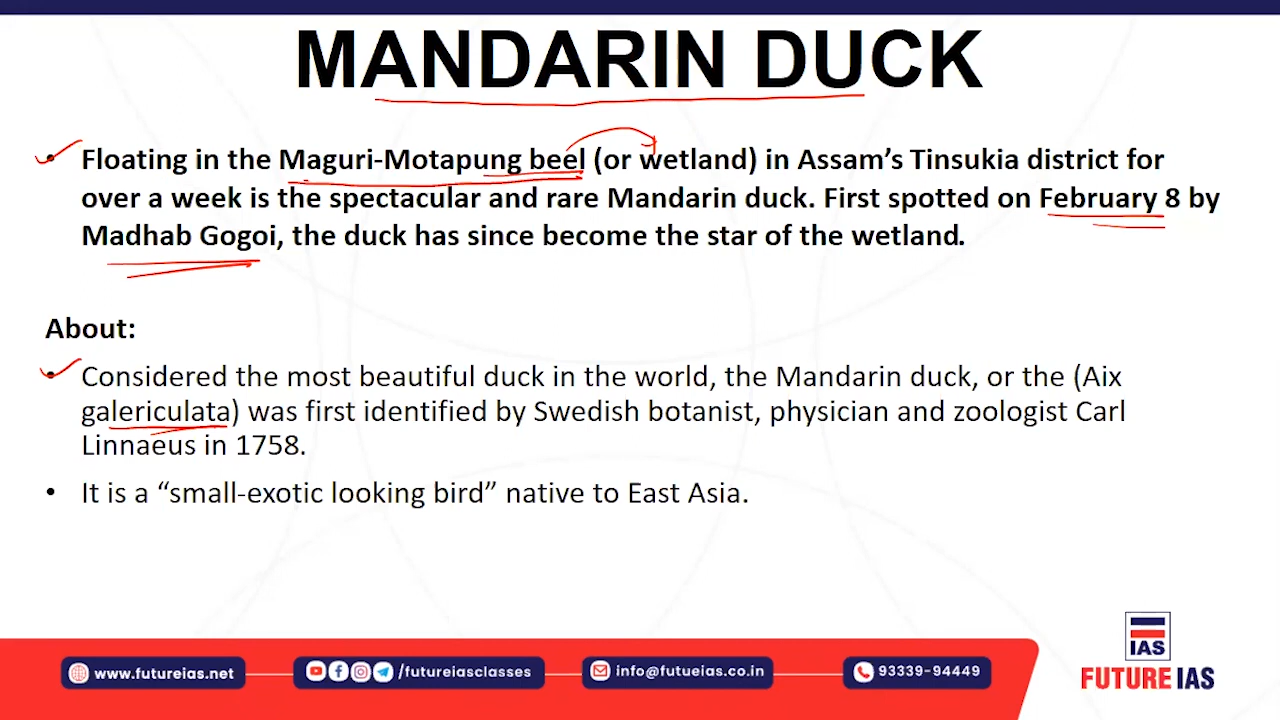 MANDARIN DUCK
• Floating in the Maguri-Motapung beel (or wetland) in Assam’s Tinsukia district for
over a week is the spectacular and rare Mandarin duck. First spotted on February 8 by
Madhab Gogoi, the duck has since become the star of the wetland.
About:
• Considered the most beautiful duck in the world, the Mandarin duck, or the (Aix
galericulata) was first identified by Swedish botanist, physician and zoologist Carl
Linnaeus in 1758.
• It is a “small-exotic looking bird” native to East Asia.
www.futureias.net
/futureiasclasses
info@futueias.co.in
93339-94449
IAS
FUTURE IAS